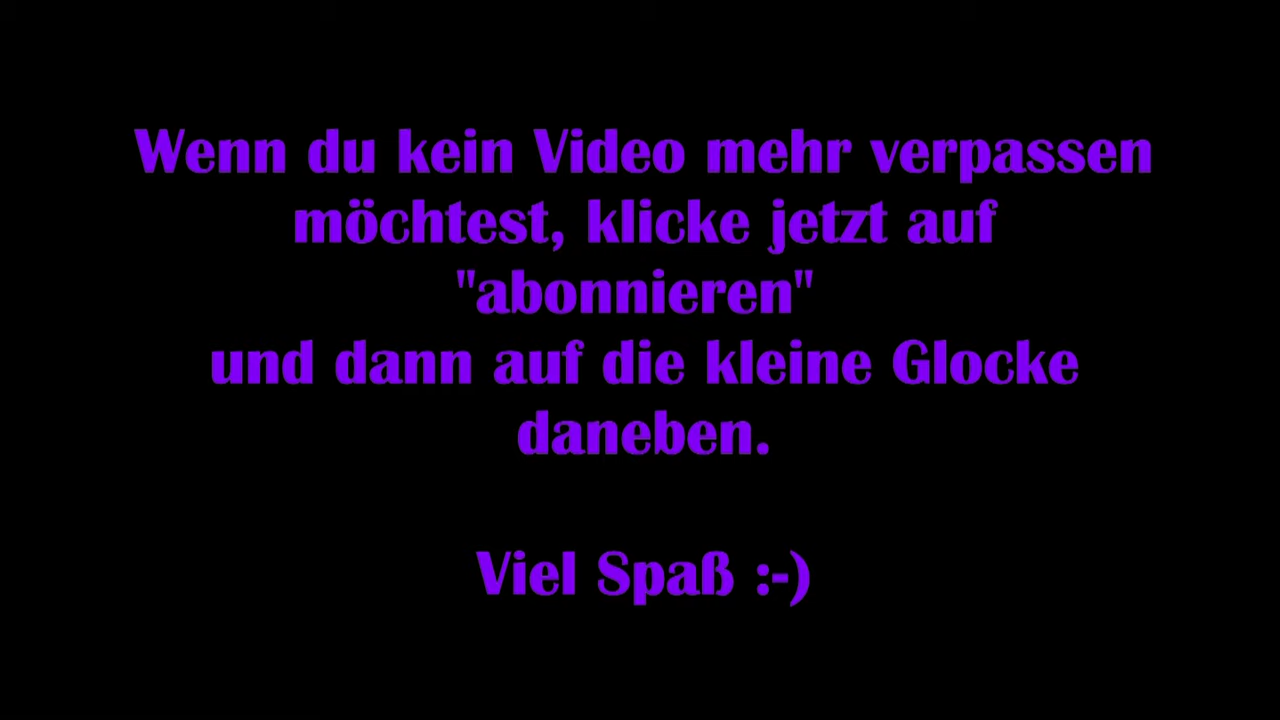 Wenn du kein Video mehr verpassen
möchtest, klicke jetzt auf
"abonnieren"
und dann auf die kleine Glocke
daneben.
Viel Spaß :-)